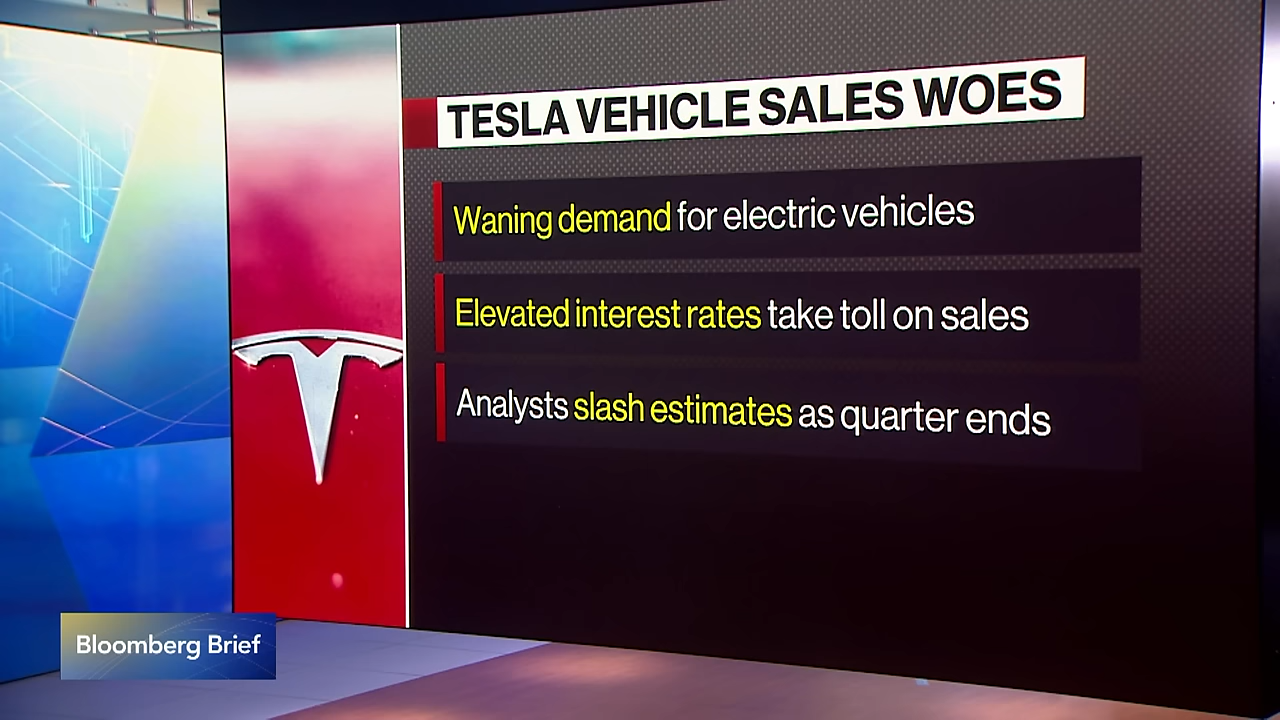 TESLA VEHICLE SALES WOES
Waning demand for electric vehicles
Elevated interest rates take toll on sales
Analysts slash estimates as quarter ends
Bloomberg Brief